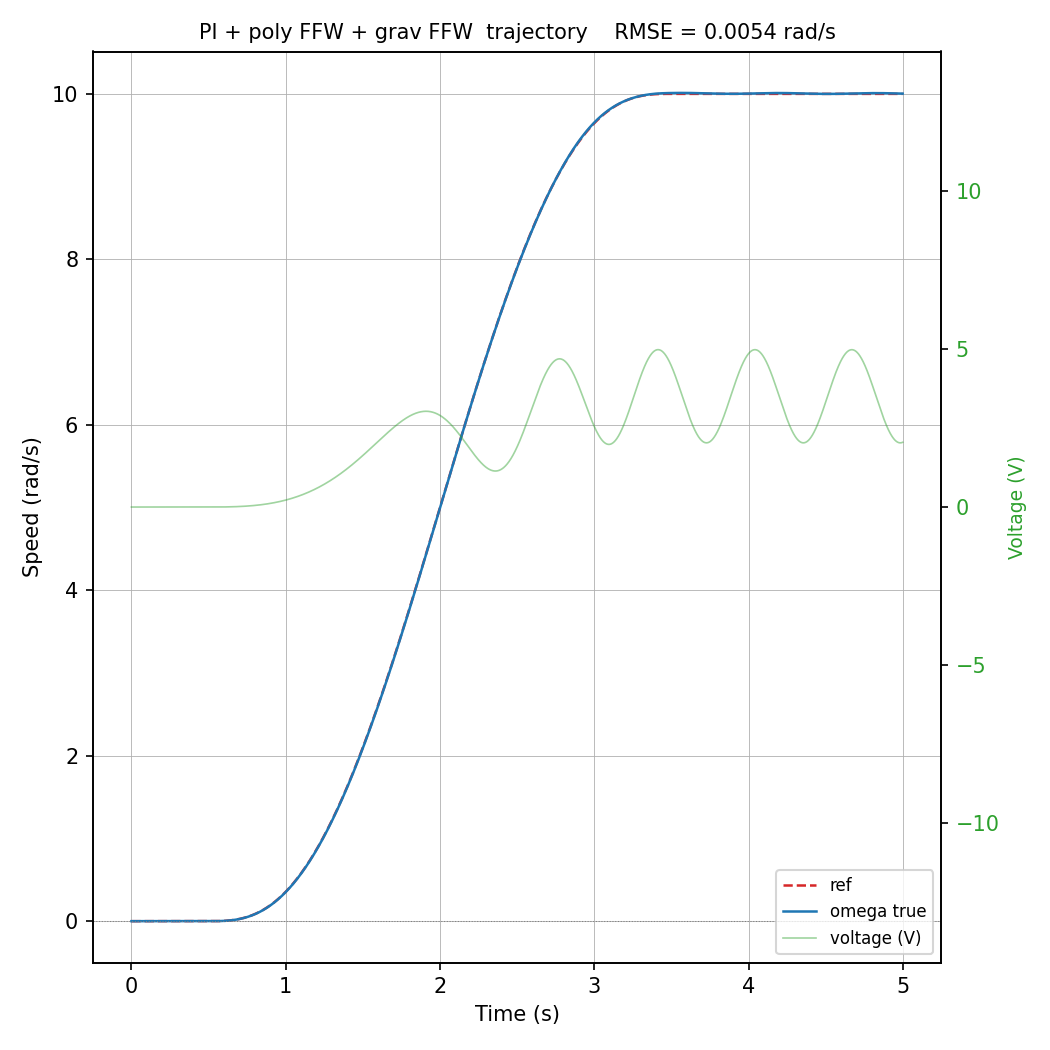 PI + poly FFW + grav FFW  trajectory    RMSE = 0.0054 rad/s
10
8
6
4
2
0
Speed (rad/s)
10
5
0
−5
−10
Voltage (V)
ref
omega true
voltage (V)
0 1 2 3 4 5
Time (s)